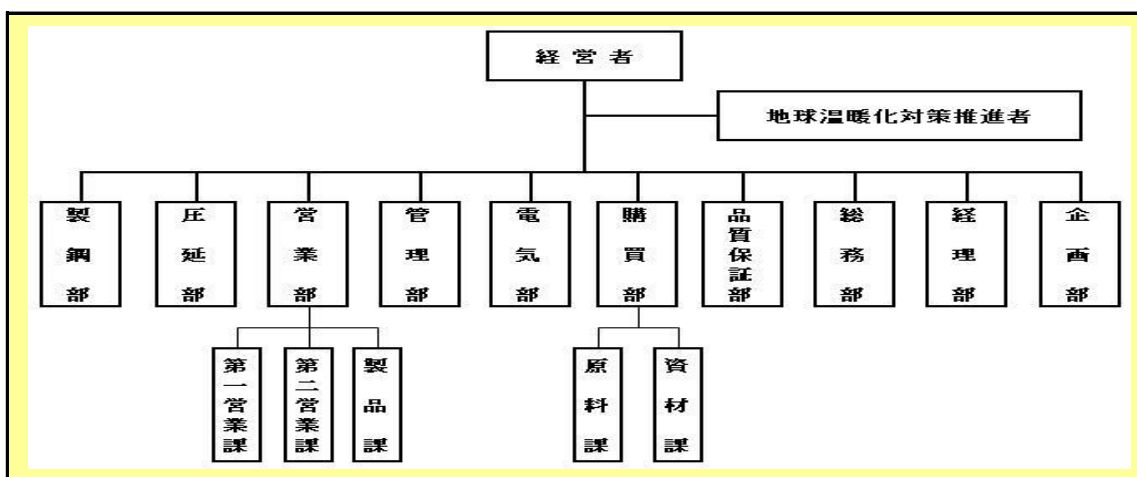 経営者
地球温暖化対策推進者
製鋼部
圧延部
営業部
管理部
電気部
購買部
品質保証部
総務部
経理部
企画部
第一営業課
第二営業課
製品課
原料課
資材課